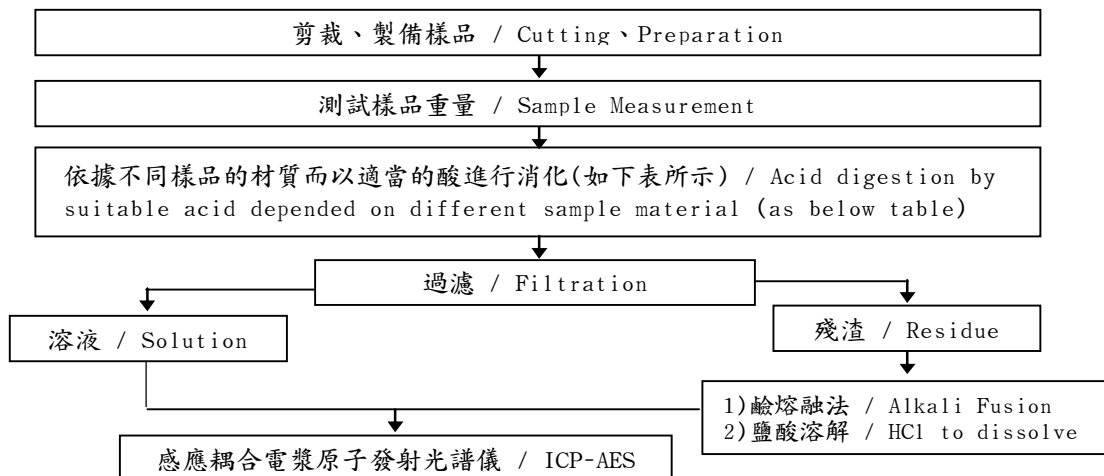 剪裁、製備樣品 / Cutting、Preparation
測試樣品重量 / Sample Measurement
依據不同樣品的材質而以適當的酸進行消化(如下表所示) / Acid digestion by
suitable acid depended on different sample material (as below table)
過濾 / Filtration
溶液 / Solution
殘渣 / Residue
1)鹼熔融法 / Alkali Fusion
2)鹽酸溶解 / HCl to dissolve
感應耦合電漿原子發射光譜儀 / ICP-AES